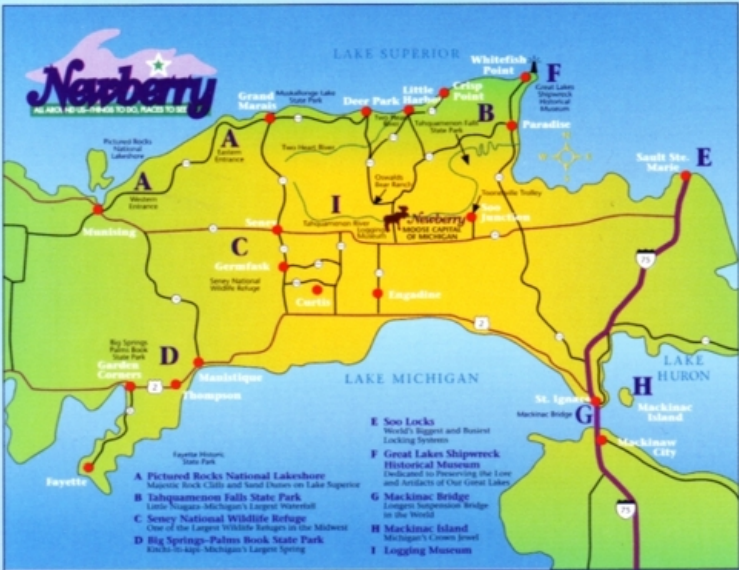 Newberry
ALL AROUND US—THINGS TO DO, PLACES TO SEE
LAKE SUPERIOR
Whitefish
Point
F
Great Lakes
Shipwreck
Historical
Museum
Grand
Marais
Muskallonge Lake
State Park
Deer Park
Little
Harbor
Crisp
Point
B
Tahquamenon Falls
State Park
Paradise
Two Heart River
Pictured Rocks
National
Lakeshore
A
Eastern
Entrance
A
Western
Entrance
Munising
N
Sault Ste.
Marie
E
Oswalds
Bear Ranch
Toonerville Trolley
I
Tahquamenon River
Logging
Museum
Newberry
MOOSE CAPITAL
OF MICHIGAN
Soo
Junction
Seney
C
Germfask
Seney National
Wildlife Refuge
Curtis
Engadine
75
2
Big Springs
Palms Book
State Park
D
Garden
Corners
2
Manistique
Thompson
LAKE MICHIGAN
LAKE
HURON
H
Mackinac
Island
St. Ignace
Mackinac Bridge
G
Mackinaw
City
Fayette
Fayette Historic
State Park
75
A Pictured Rocks National Lakeshore
Majestic Rock Cliffs and Sand Dunes on Lake Superior
B Tahquamenon Falls State Park
Little Niagara-Michigan's Largest Waterfall
C Seney National Wildlife Refuge
One of the Largest Wildlife Refuges in the Midwest
D Big Springs-Palms Book State Park
Kitch-iti-kipi-Michigan's Largest Spring
E Soo Locks
World's Biggest and Busiest
Locking Systems
F Great Lakes Shipwreck
Historical Museum
Dedicated to Preserving the Lore
and Artifacts of Our Great Lakes
G Mackinac Bridge
Longest Suspension Bridge
in the World
H Mackinac Island
Michigan's Crown Jewel
I Logging Museum